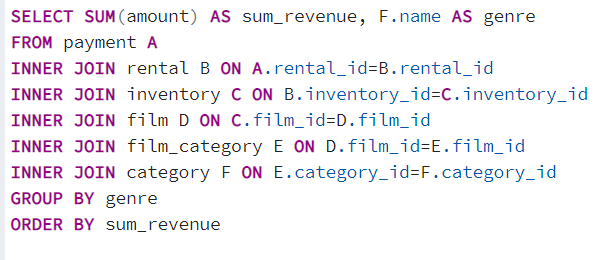 SELECT SUM(amount) AS sum_revenue, F.name AS genre
FROM payment A
INNER JOIN rental B ON A.rental_id=B.rental_id
INNER JOIN inventory C ON B.inventory_id=C.inventory_id
INNER JOIN film D ON C.film_id=D.film_id
INNER JOIN film_category E ON D.film_id=E.film_id
INNER JOIN category F ON E.category_id=F.category_id
GROUP BY genre
ORDER BY sum_revenue